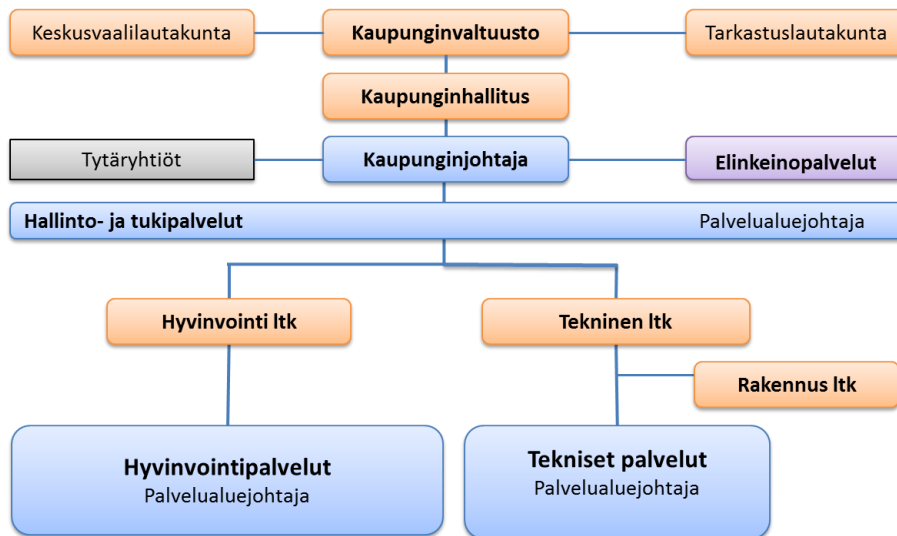 Keskusvaalilautakunta
Kaupunginvaltuusto
Tarkastuslautakunta
Kaupunginhallitus
Tytäryhtiöt
Kaupunginjohtaja
Elinkeinopalvelut
Hallinto- ja tukipalvelut
Palvelualuejohtaja
Hyvinvointi ltk
Tekninen ltk
Rakennus ltk
Hyvinvointipalvelut
Palvelualuejohtaja
Tekniset palvelut
Palvelualuejohtaja